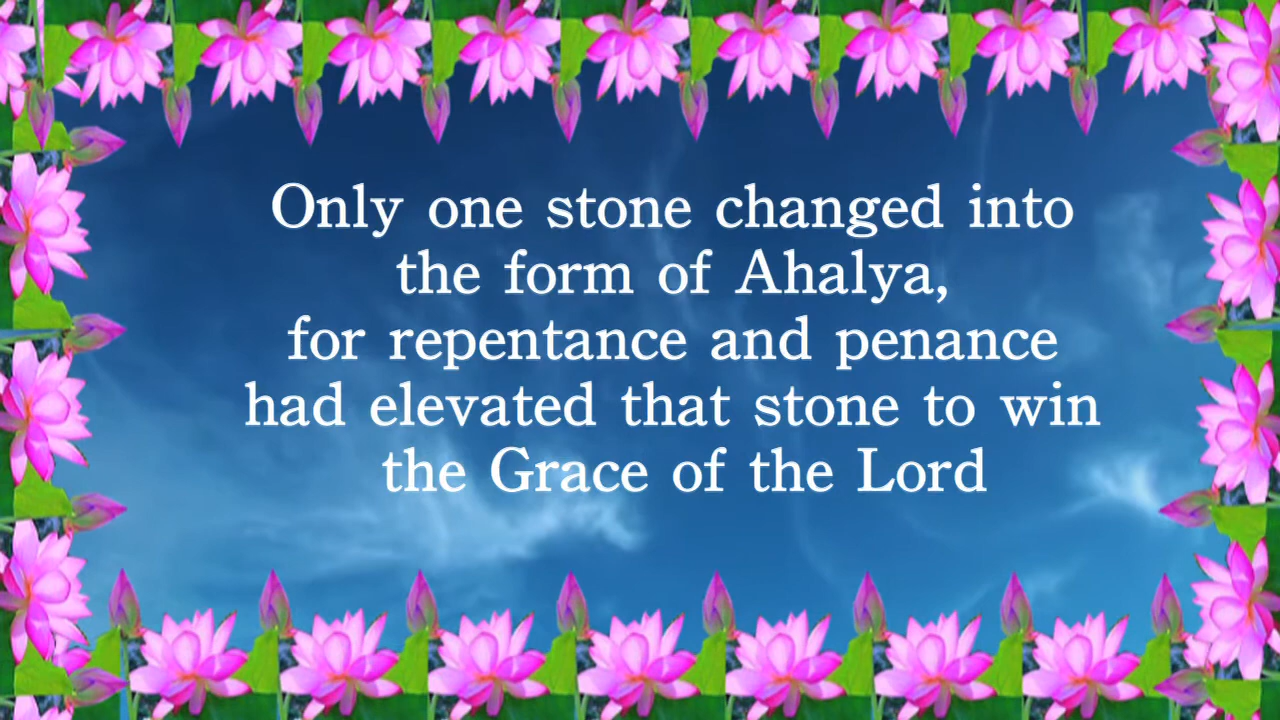 Only one stone changed into
the form of Ahalya,
for repentance and penance
had elevated that stone to win
the Grace of the Lord